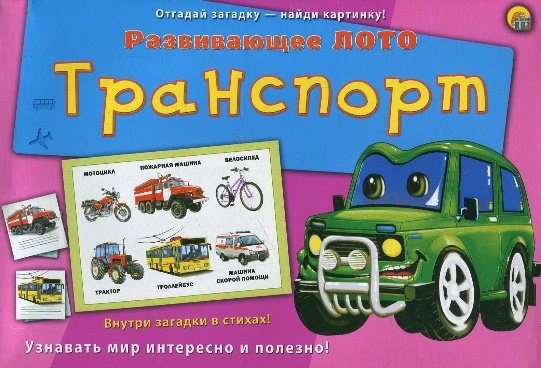 Отгадай загадку — найди картинку!
Развивающее ЛОТО
Транспорт
МОТОЦИКЛ
ПОЖАРНАЯ МАШИНА
ВЕЛОСИПЕД
ТРАКТОР
ТРОЛЛЕЙБУС
МАШИНА
СКОРОЙ ПОМОЩИ
Внутри загадки в стихах!
Узнавать мир интересно и полезно!